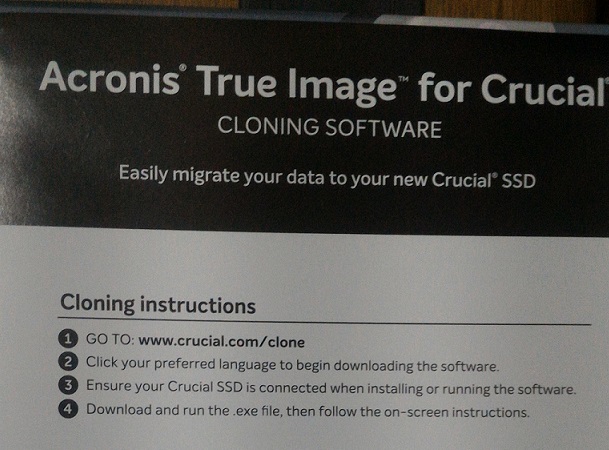 Acronis® True Image™ for Crucial
CLONING SOFTWARE
Easily migrate your data to your new Crucial® SSD
Cloning instructions
1 GO TO: www.crucial.com/clone
2 Click your preferred language to begin downloading the software.
3 Ensure your Crucial SSD is connected when installing or running the software.
4 Download and run the .exe file, then follow the on-screen instructions.